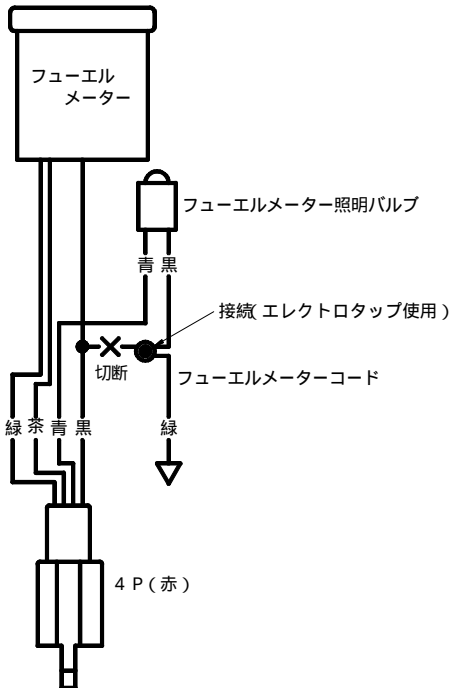 フューエル
メーター
フューエルメーター照明バルブ
青 黒
接続(エレクトロタップ使用)
切断
フューエルメーターコード
緑 茶 青 黒
緑
4P(赤)